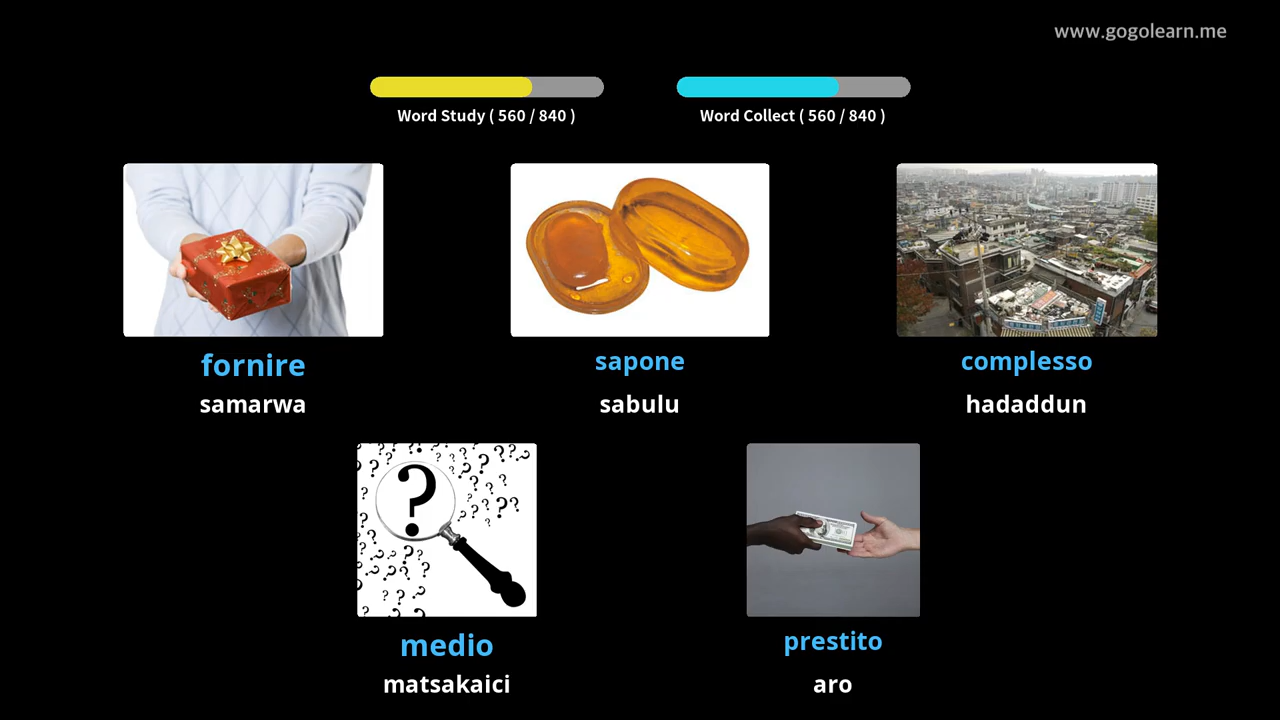 www.gogolearn.me
Word Study ( 560 / 840 )
Word Collect ( 560 / 840 )
fornire
samarwa
sapone
sabulu
complesso
hadaddun
medio
matsakaici
prestito
aro